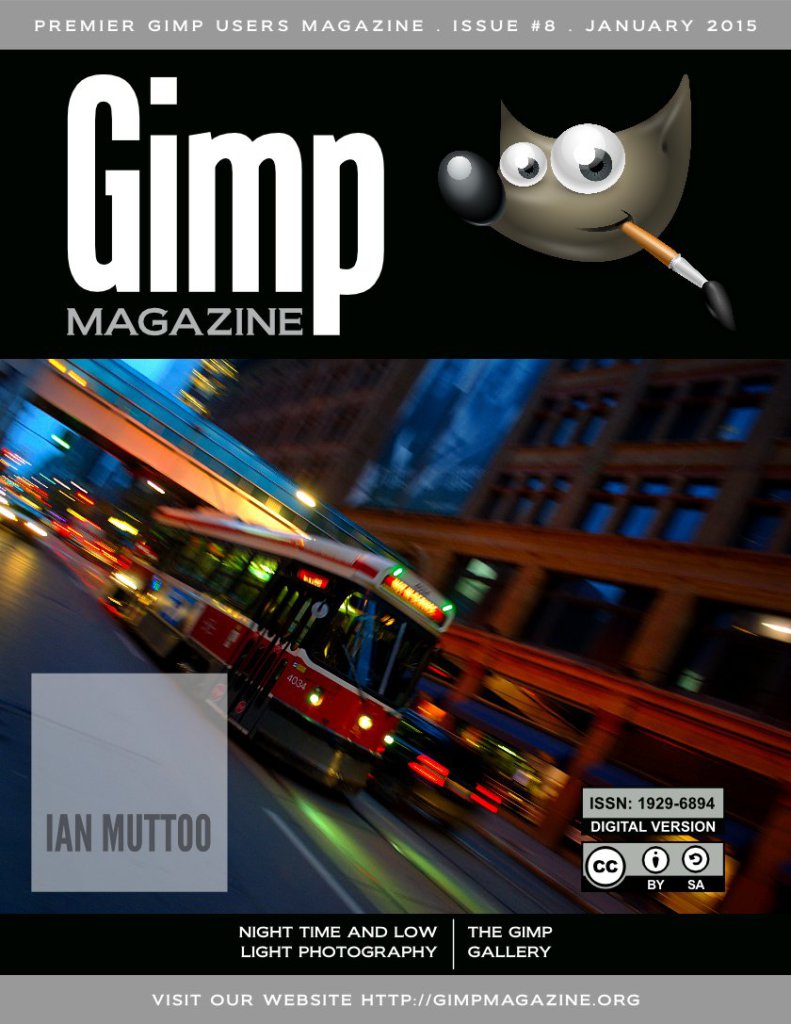 PREMIER GIMP USERS MAGAZINE . ISSUE #8 . JANUARY 2015
Gimp
MAGAZINE
4034
IAN MUTTOO
ISSN: 1929-6894
DIGITAL VERSION
cc
BY SA
NIGHT TIME AND LOW
LIGHT PHOTOGRAPHY
THE GIMP
GALLERY
VISIT OUR WEBSITE HTTP://GIMPMAGAZINE.ORG